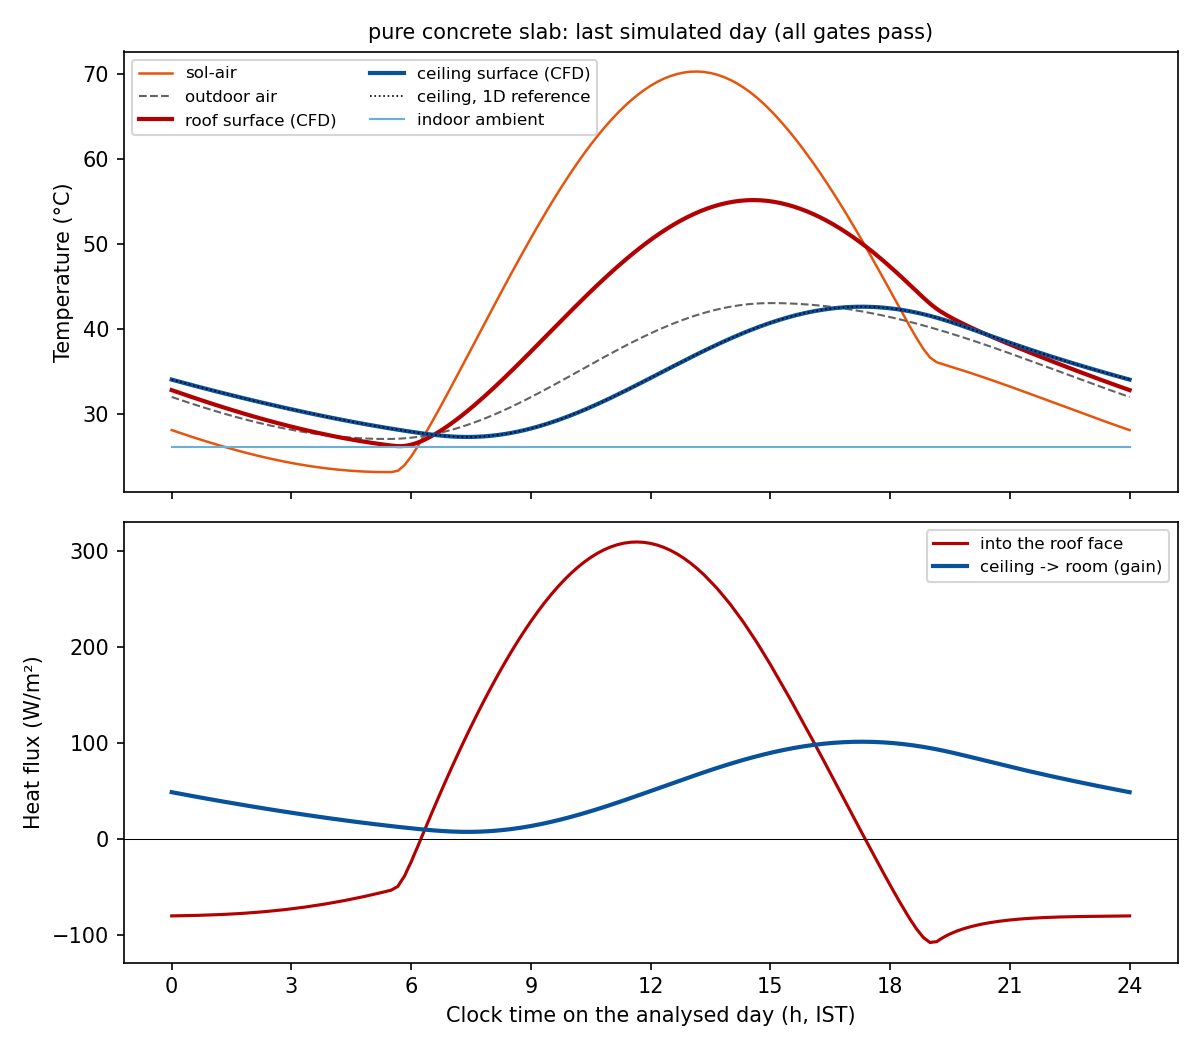 pure concrete slab: last simulated day (all gates pass)
sol-air
outdoor air
roof surface (CFD)
ceiling surface (CFD)
ceiling, 1D reference
indoor ambient
Temperature (°C)
70
60
50
40
30
into the roof face
ceiling -> room (gain)
Heat flux (W/m²)
300
200
100
0
−100
0 3 6 9 12 15 18 21 24
Clock time on the analysed day (h, IST)